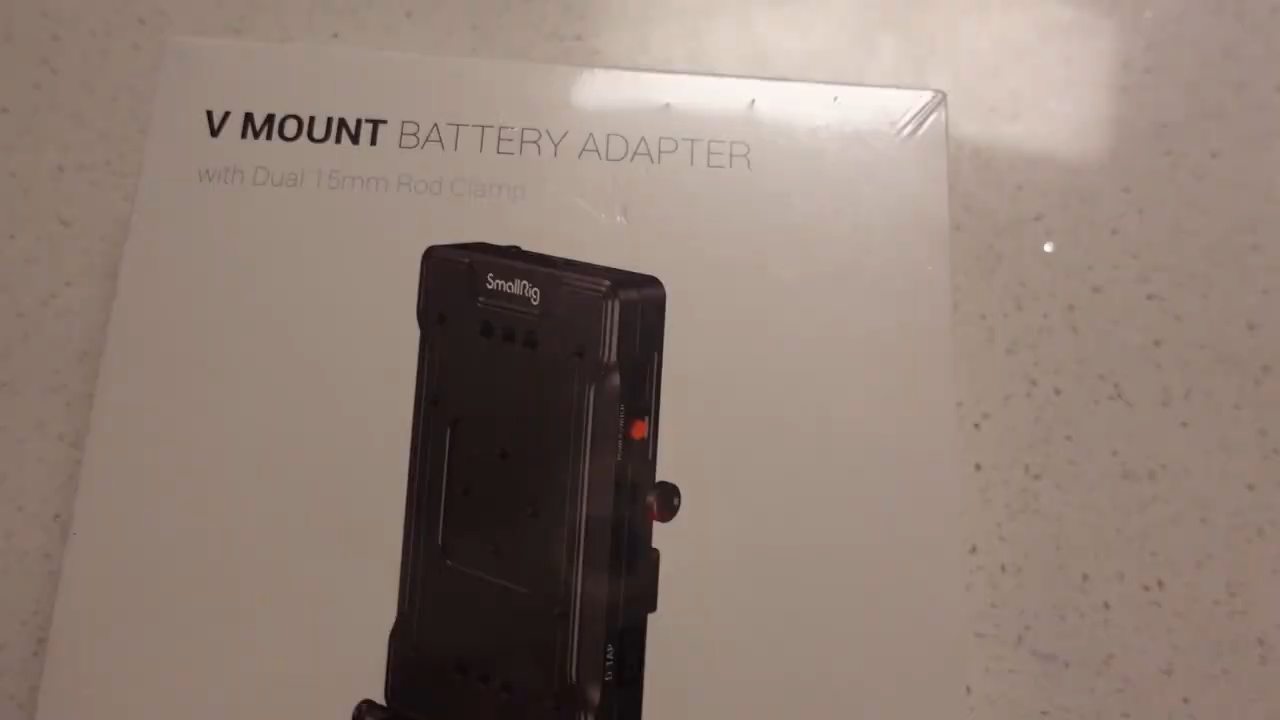 V MOUNT BATTERY ADAPTER
with Dual 15mm Rod Clamp
SmallRig
D-TAP